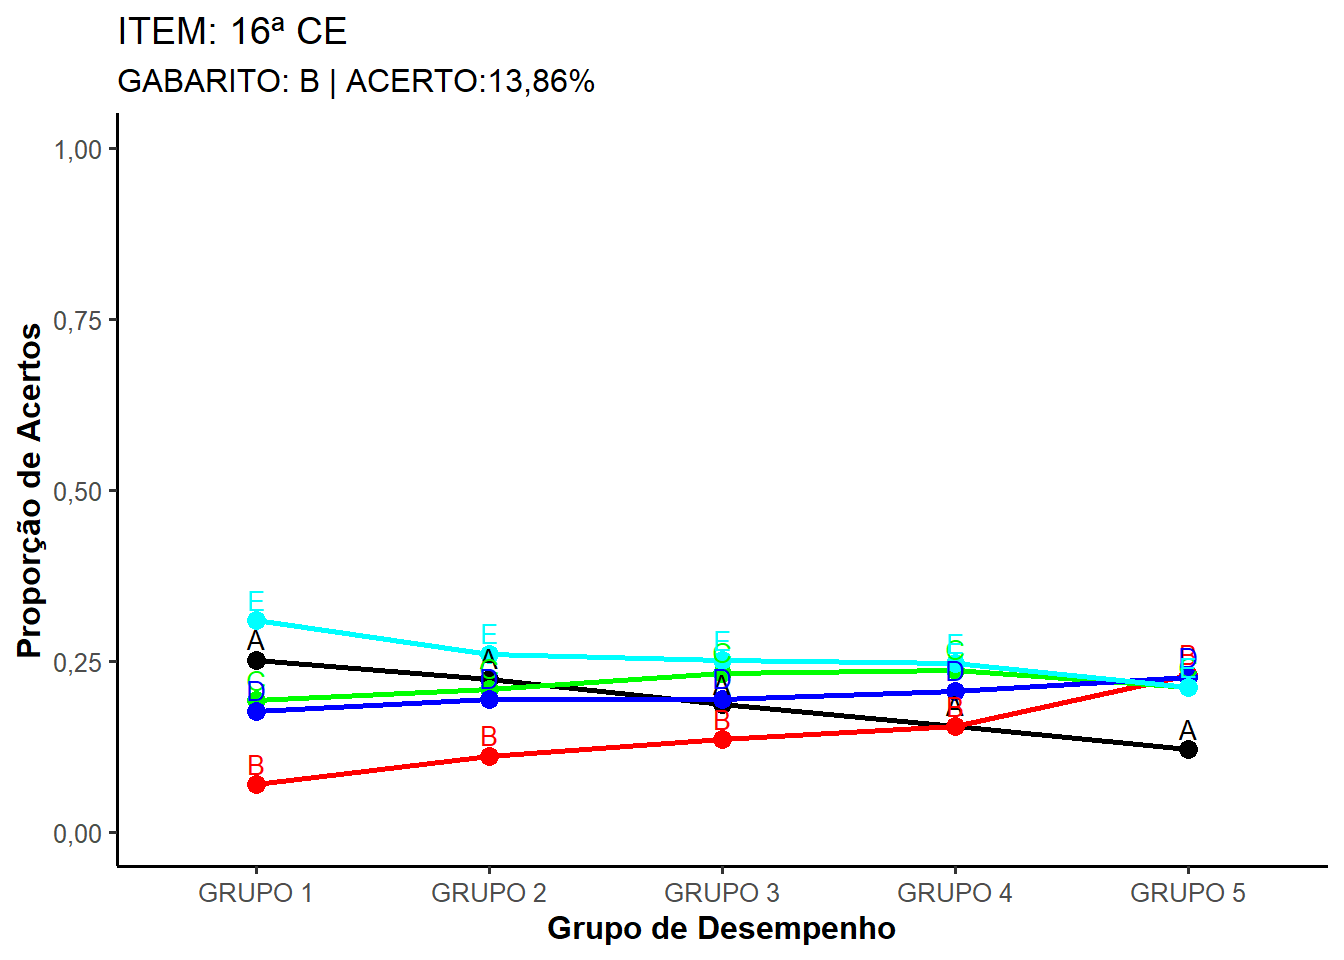 ITEM: 16ª CE
GABARITO: B | ACERTO:13,86%
1,00
0,75
0,50
0,25
0,00
Proporção de Acertos
E
A
C
D
B
E
A
C
D
B
E
C
D
A
B
E
C
D
A
B
B
D
C
E
A
GRUPO 1
GRUPO 2
GRUPO 3
GRUPO 4
GRUPO 5
Grupo de Desempenho